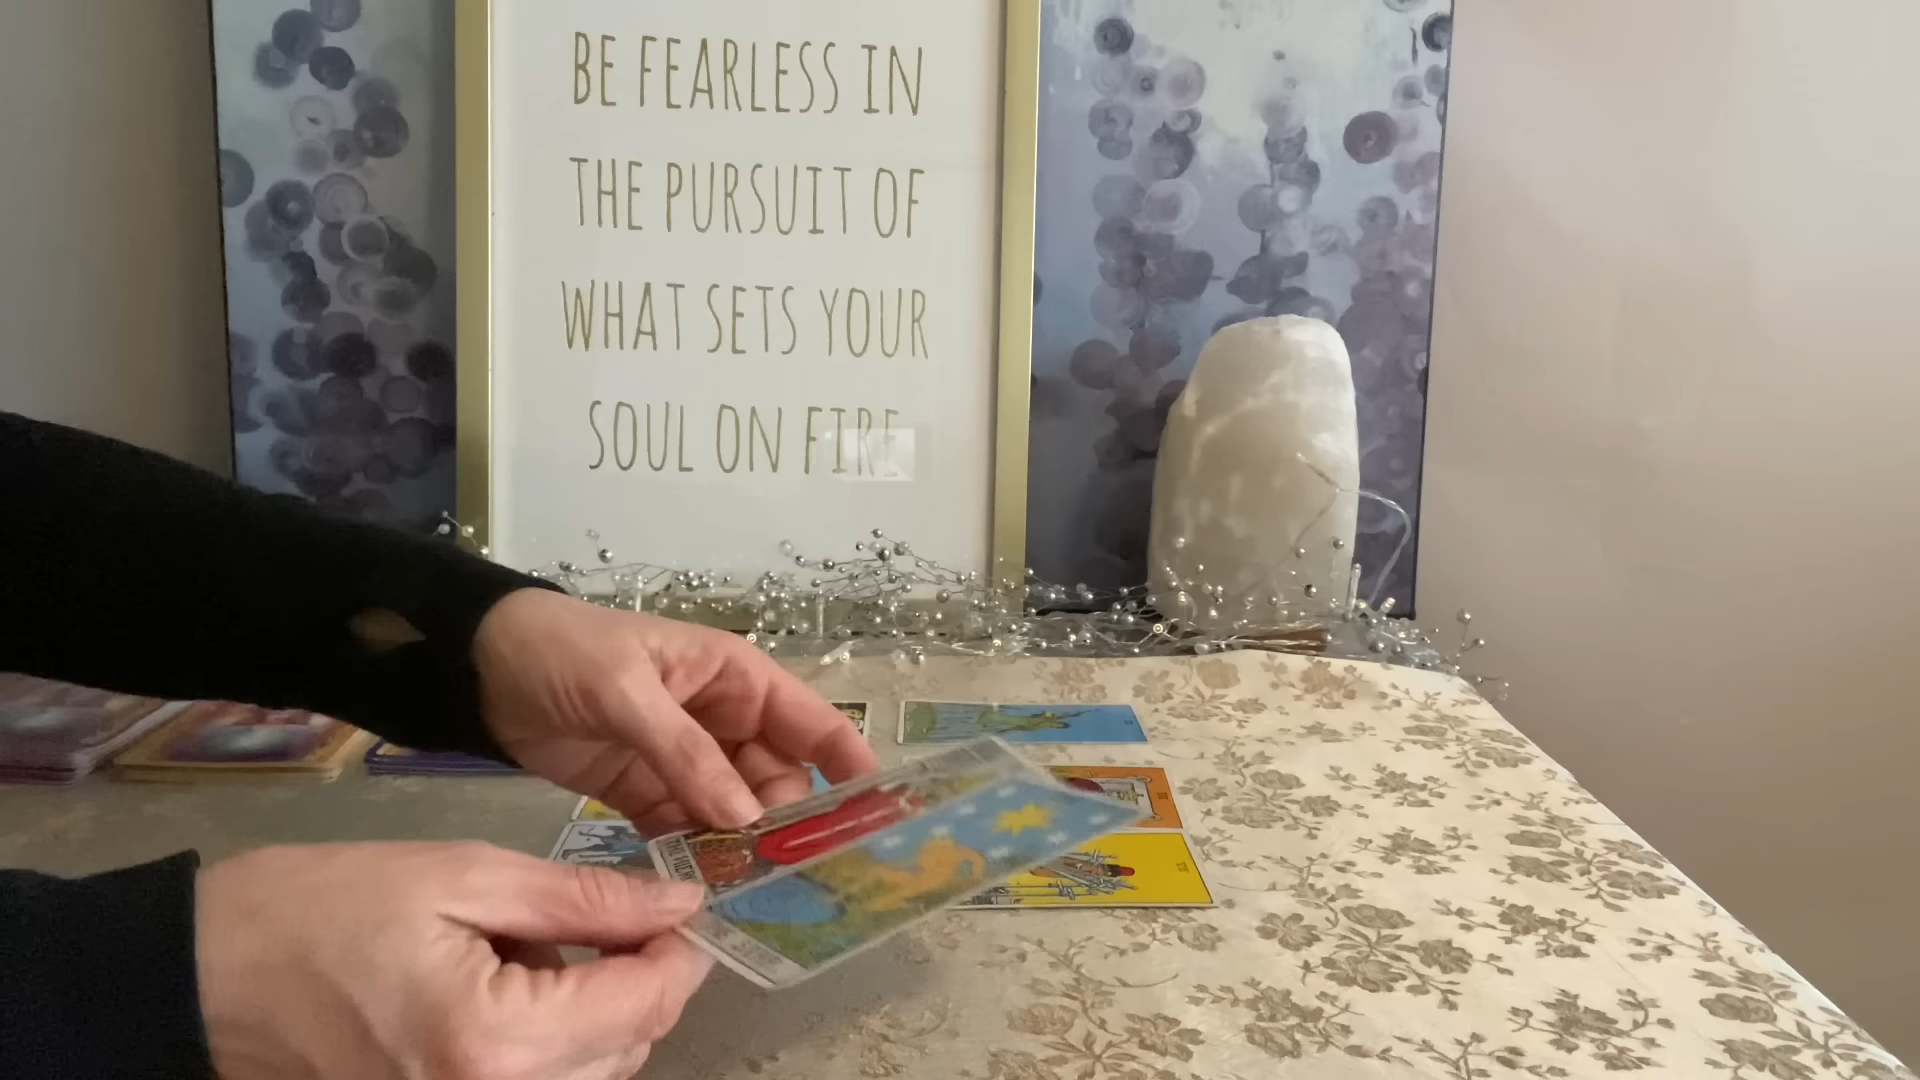 BE FEARLESS IN
THE PURSUIT OF
WHAT SETS YOUR
SOUL ON FIRE